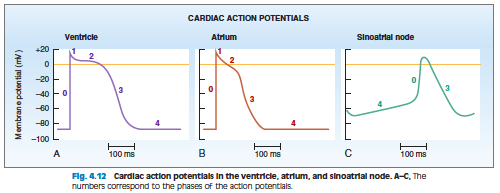 CARDIAC ACTION POTENTIALS
Ventricle
Atrium
Sinoatrial node
Membrane potential (mV)
+20
0
−20
−40
−60
−80
−100
1
2
0
3
4
1
2
0
3
4
0
3
4
A
100 ms
B
100 ms
C
100 ms
Fig. 4.12 Cardiac action potentials in the ventricle, atrium, and sinoatrial node. A–C, The
numbers correspond to the phases of the action potentials.